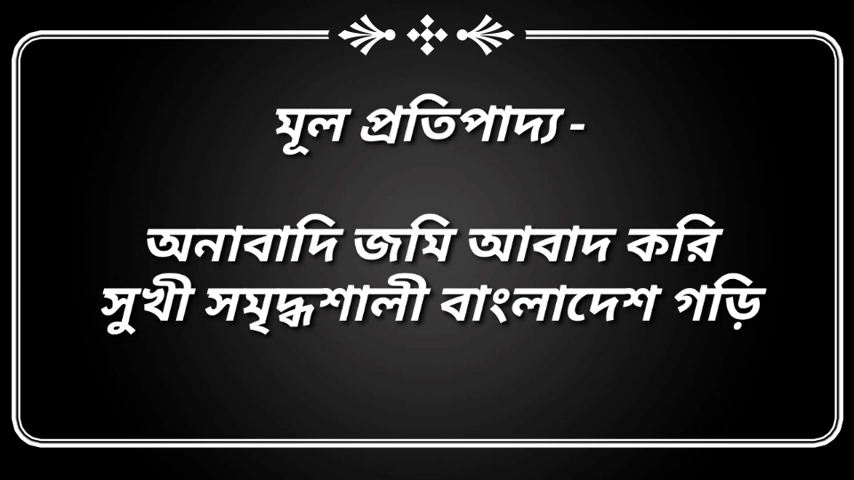 মূল প্রতিপাদ্য -
অনাবাদি জমি আবাদ করি
সুখী সমৃদ্ধশালী বাংলাদেশ গড়ি